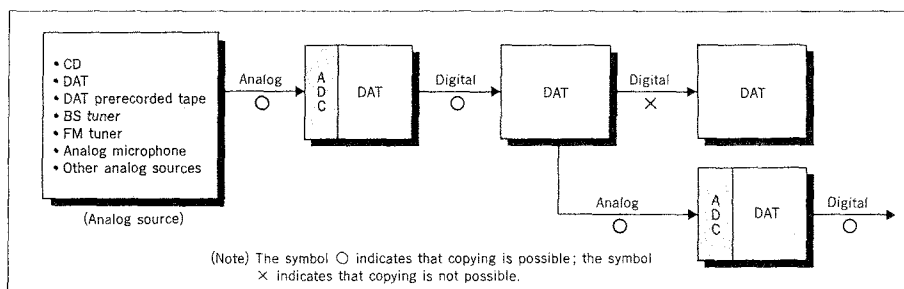 • CD
• DAT
• DAT prerecorded tape
• BS tuner
• FM tuner
• Analog microphone
• Other analog sources
(Analog source)
Analog
○
A
D
C
DAT
Digital
○
DAT
Digital
×
DAT
Analog
○
A
D
C
DAT
Digital
○
(Note) The symbol ○ indicates that copying is possible; the symbol
× indicates that copying is not possible.